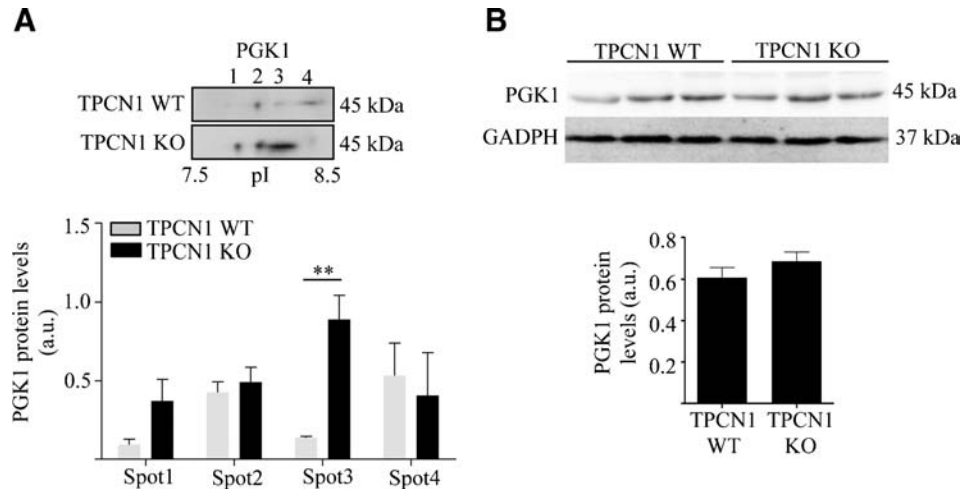 A
PGK1
1 2 3 4
TPCN1 WT 45 kDa
TPCN1 KO 45 kDa
7.5 pI 8.5
PGK1 protein levels
(a.u.)
1.5
1.0
0.5
TPCN1 WT
TPCN1 KO
**
Spot1 Spot2 Spot3 Spot4
B
TPCN1 WT TPCN1 KO
PGK1 45 kDa
GADPH 37 kDa
PGK1 protein
levels (a.u.)
0.8
0.6
0.4
0.2
TPCN1 TPCN1
WT KO